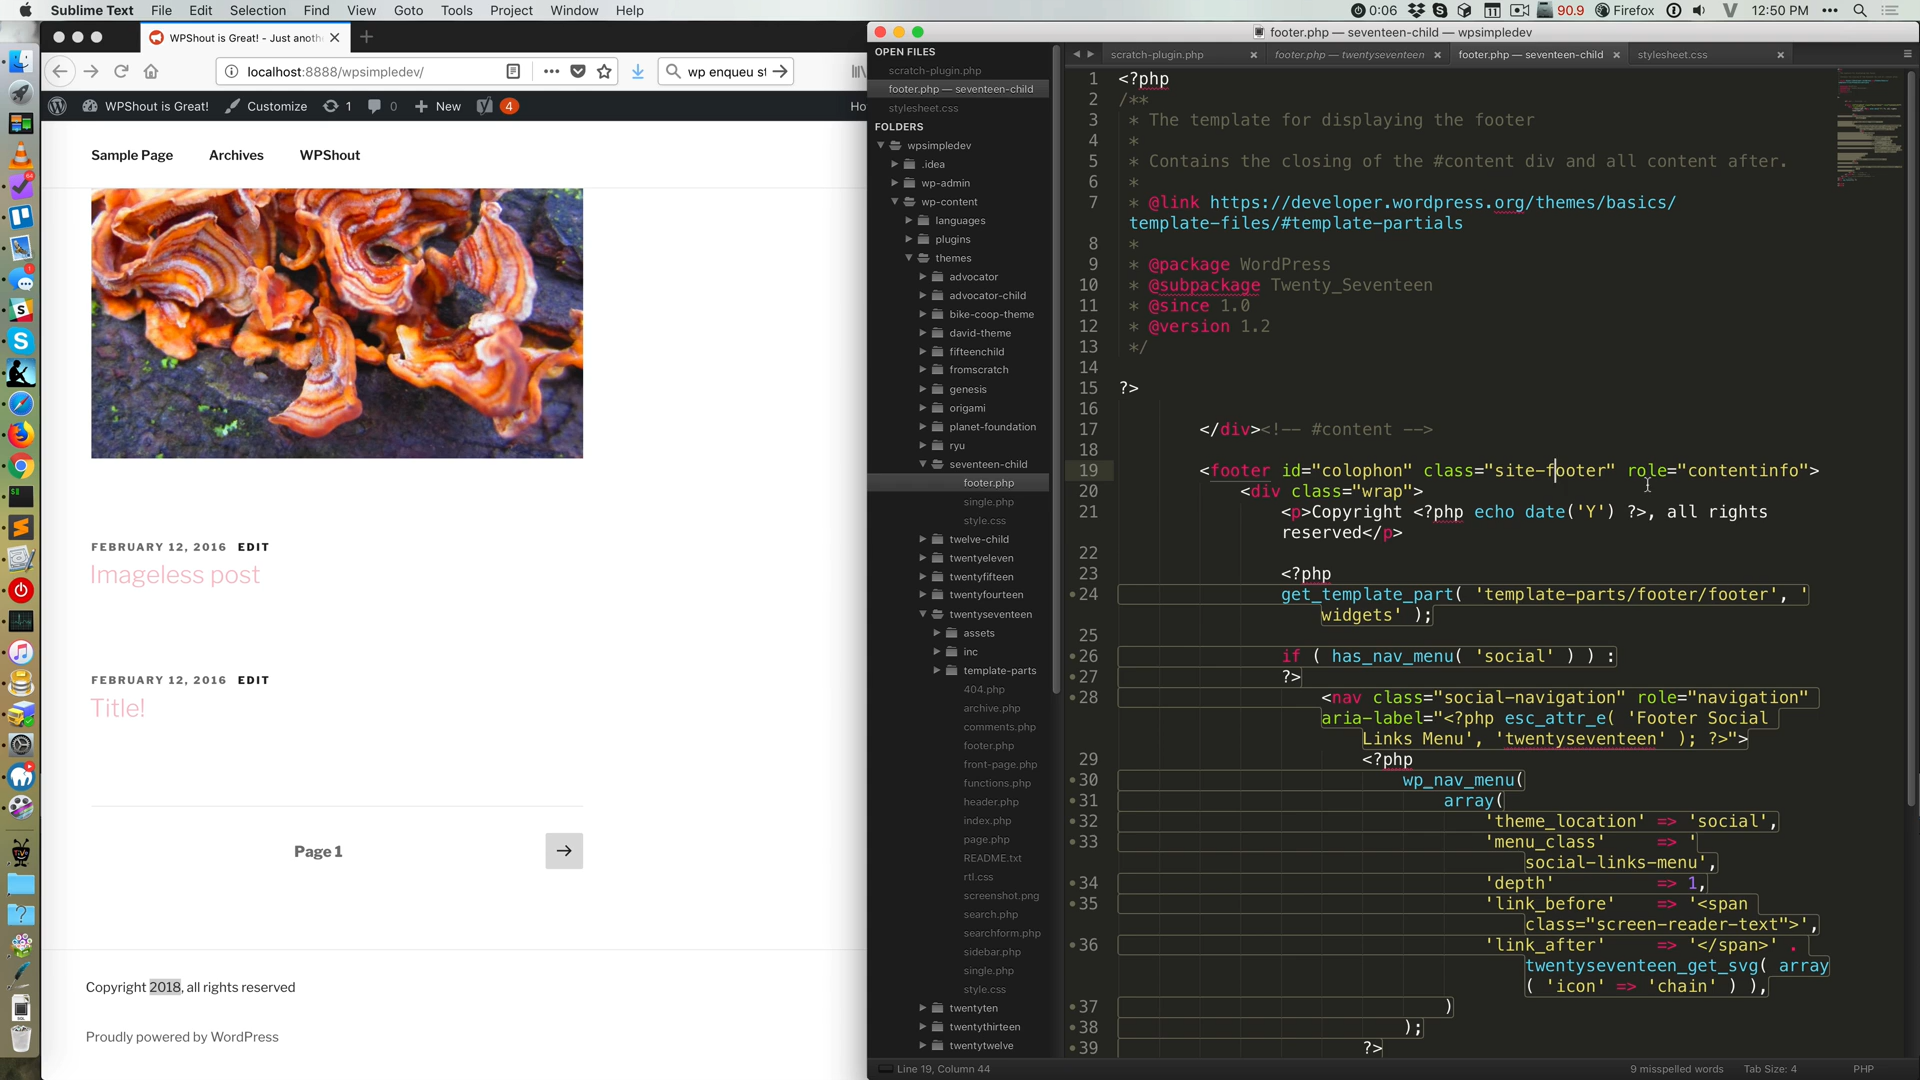 Sublime Text File Edit Selection Find View Goto Tools Project Window Help
0:06 90.9 Firefox 12:50 PM
WPShout is Great! - Just anoth
localhost:8888/wpsimpledev/
wp enqueu st
WPShout is Great! Customize 1 0 New 4 Ho
Sample Page Archives WPShout
FEBRUARY 12, 2016 EDIT
Imageless post
FEBRUARY 12, 2016 EDIT
Title!
Page 1
Copyright 2018, all rights reserved
Proudly powered by WordPress
footer.php — seventeen-child — wpsimpledev
OPEN FILES
scratch-plugin.php
footer.php — seventeen-child
stylesheet.css
FOLDERS
wpsimpledev
.idea
wp-admin
wp-content
languages
plugins
themes
advocator
advocator-child
bike-coop-theme
david-theme
fifteenchild
fromscratch
genesis
origami
planet-foundation
ryu
seventeen-child
footer.php
single.php
style.css
twelve-child
twentyeleven
twentyfifteen
twentyfourteen
twentyseventeen
assets
inc
template-parts
404.php
archive.php
comments.php
footer.php
front-page.php
functions.php
header.php
index.php
page.php
README.txt
rtl.css
screenshot.png
search.php
searchform.php
sidebar.php
single.php
style.css
twentyten
twentythirteen
twentytwelve
scratch-plugin.php footer.php — twentyseventeen footer.php — seventeen-child stylesheet.css
1 <?php
2 /**
3 * The template for displaying the footer
4 *
5 * Contains the closing of the #content div and all content after.
6 *
7 * @link https://developer.wordpress.org/themes/basics/
template-files/#template-partials
8 *
9 * @package WordPress
10 * @subpackage Twenty_Seventeen
11 * @since 1.0
12 * @version 1.2
13 */
14
15 ?>
16
17 </div><!-- #content -->
18
19 <footer id="colophon" class="site-footer" role="contentinfo">
20 <div class="wrap">
21 <p>Copyright <?php echo date('Y') ?>, all rights
reserved</p>
22
23 <?php
24 get_template_part( 'template-parts/footer/footer', '
widgets' );
25
26 if ( has_nav_menu( 'social' ) ) :
27 ?>
28 <nav class="social-navigation" role="navigation"
aria-label="<?php esc_attr_e( 'Footer Social
Links Menu', 'twentyseventeen' ); ?>">
29 <?php
30 wp_nav_menu(
31 array(
32 'theme_location' => 'social',
33 'menu_class' => '
social-links-menu',
34 'depth' => 1,
35 'link_before' => '<span
class="screen-reader-text">',
36 'link_after' => '</span>' .
twentyseventeen_get_svg( array
( 'icon' => 'chain' ) ),
37 )
38 );
39 ?>
Line 19, Column 44 9 misspelled words Tab Size: 4 PHP